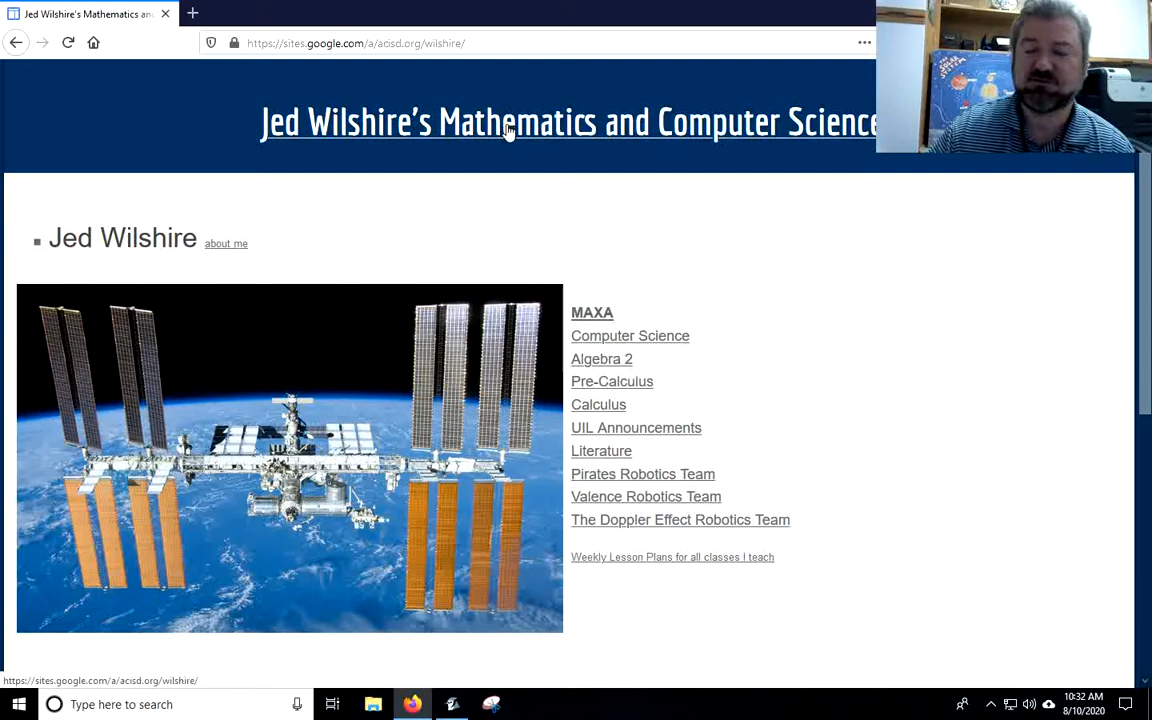 Jed Wilshire's Mathematics an
https://sites.google.com/a/acisd.org/wilshire/
Jed Wilshire's Mathematics and Computer Science
Jed Wilshire about me
MAXA
Computer Science
Algebra 2
Pre-Calculus
Calculus
UIL Announcements
Literature
Pirates Robotics Team
Valence Robotics Team
The Doppler Effect Robotics Team
Weekly Lesson Plans for all classes I teach
https://sites.google.com/a/acisd.org/wilshire/
Type here to search
10:32 AM
8/10/2020